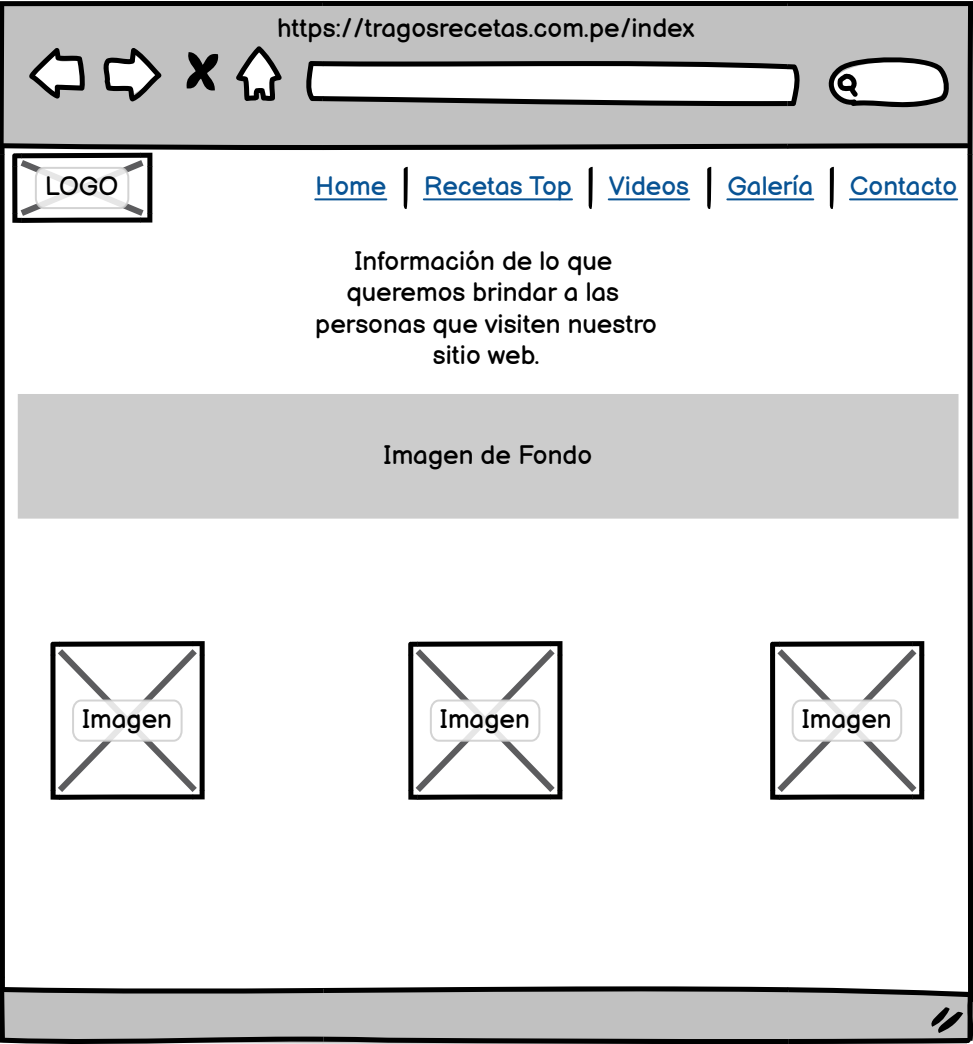 https://tragosrecetas.com.pe/index
LOGO
Home | Recetas Top | Videos | Galería | Contacto
Información de lo que
queremos brindar a las
personas que visiten nuestro
sitio web.
Imagen de Fondo
Imagen Imagen Imagen